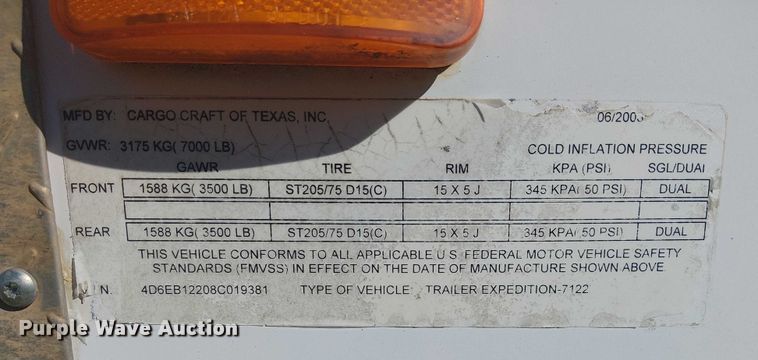 MFD BY: CARGO CRAFT OF TEXAS, INC. 06/200
GVWR: 3175 KG( 7000 LB) COLD INFLATION PRESSURE
GAWR TIRE RIM KPA (PSI) SGL/DUAL
FRONT 1588 KG( 3500 LB) ST205/75 D15(C) 15 X 5 J 345 KPA( 50 PSI) DUAL
REAR 1588 KG( 3500 LB) ST205/75 D15(C) 15 X 5 J 345 KPA( 50 PSI) DUAL
THIS VEHICLE CONFORMS TO ALL APPLICABLE U.S. FEDERAL MOTOR VEHICLE SAFETY
STANDARDS (FMVSS) IN EFFECT ON THE DATE OF MANUFACTURE SHOWN ABOVE.
V.I.N. 4D6EB12208C019381 TYPE OF VEHICLE: TRAILER EXPEDITION-7122
Purple Wave Auction